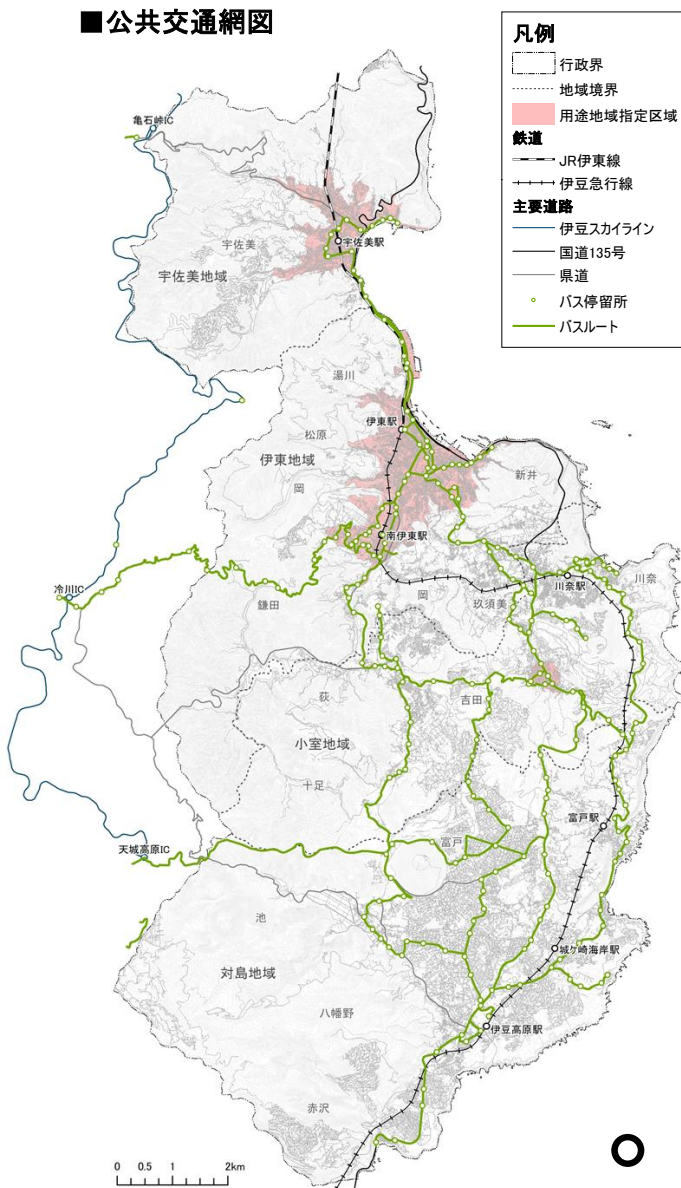 ■公共交通網図
凡例
行政界
地域境界
用途地域指定区域
鉄道
JR伊東線
伊豆急行線
主要道路
伊豆スカイライン
国道135号
県道
バス停留所
バスルート
亀石峠IC
宇佐美
宇佐美駅
宇佐美地域
湯川
伊東駅
松原
伊東地域
新井
岡
南伊東駅
冷川IC
川奈駅
川奈
鎌田
岡
玖須美
荻
吉田
小室地域
十足
富戸駅
富戸
天城高原IC
池
城ケ崎海岸駅
対島地域
八幡野
伊豆高原駅
赤沢
0 0.5 1 2km